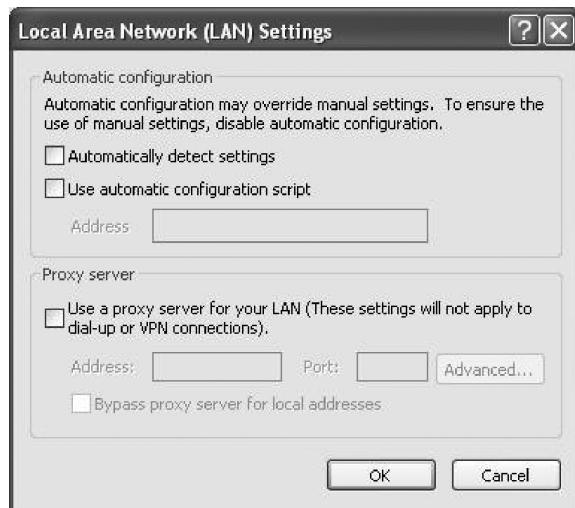 Local Area Network (LAN) Settings
Automatic configuration
Automatic configuration may override manual settings. To ensure the
use of manual settings, disable automatic configuration.
Automatically detect settings
Use automatic configuration script
Address
Proxy server
Use a proxy server for your LAN (These settings will not apply to
dial-up or VPN connections).
Address:
Port:
Advanced...
Bypass proxy server for local addresses
OK
Cancel